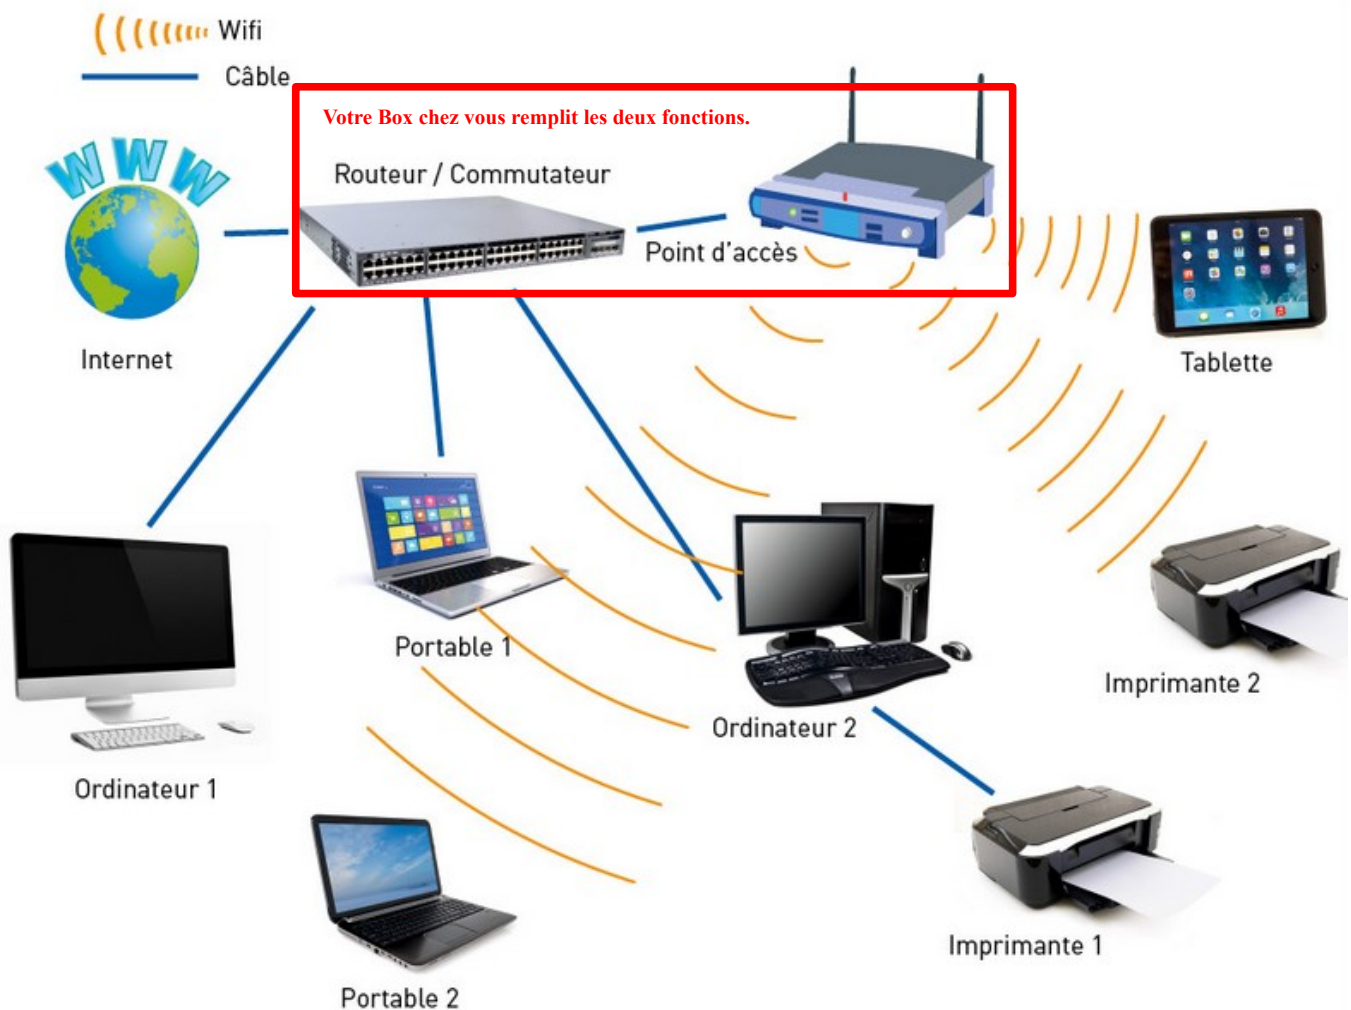 Wifi
Câble
Votre Box chez vous remplit les deux fonctions.
WWW
Routeur / Commutateur
Point d'accès
Internet
Tablette
Portable 1
Imprimante 2
Ordinateur 2
Ordinateur 1
Imprimante 1
Portable 2